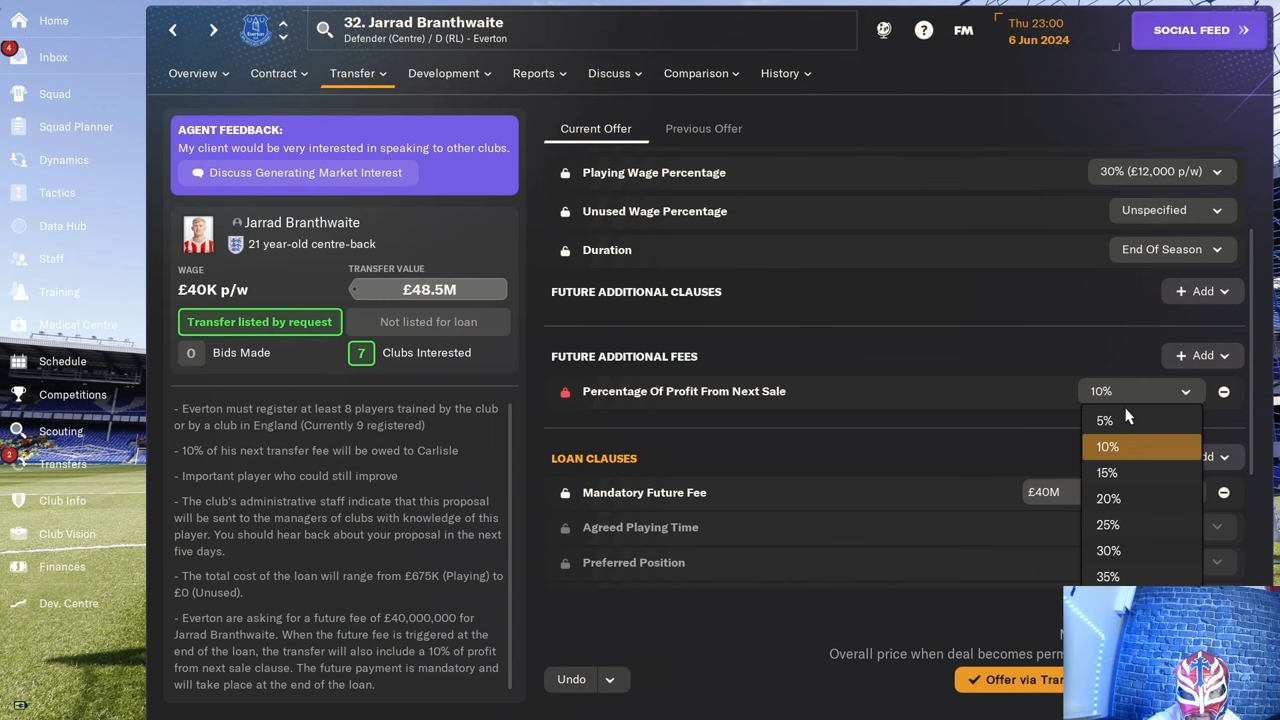 Home
4
Inbox
Squad
Squad Planner
Dynamics
Tactics
Data Hub
Staff
Training
Medical Centre
Schedule
Competitions
Scouting
2
Transfers
Club Info
Club Vision
Finances
Dev. Centre
Everton
32. Jarrad Branthwaite
Defender (Centre) / D (RL) - Everton
?
FM
Thu 23:00
6 Jun 2024
SOCIAL FEED
Overview
Contract
Transfer
Development
Reports
Discuss
Comparison
History
AGENT FEEDBACK:
My client would be very interested in speaking to other clubs.
Discuss Generating Market Interest
Jarrad Branthwaite
21 year-old centre-back
WAGE
£40K p/w
TRANSFER VALUE
£48.5M
Transfer listed by request
Not listed for loan
0 Bids Made
7 Clubs Interested
- Everton must register at least 8 players trained by the club
or by a club in England (Currently 9 registered)
- 10% of his next transfer fee will be owed to Carlisle
- Important player who could still improve
- The club's administrative staff indicate that this proposal
will be sent to the managers of clubs with knowledge of this
player. You should hear back about your proposal in the next
five days.
- The total cost of the loan will range from £675K (Playing) to
£0 (Unused).
- Everton are asking for a future fee of £40,000,000 for
Jarrad Branthwaite. When the future fee is triggered at the
end of the loan, the transfer will also include a 10% of profit
from next sale clause. The future payment is mandatory and
will take place at the end of the loan.
Current Offer
Previous Offer
Playing Wage Percentage
30% (£12,000 p/w)
Unused Wage Percentage
Unspecified
Duration
End Of Season
FUTURE ADDITIONAL CLAUSES
+ Add
FUTURE ADDITIONAL FEES
+ Add
Percentage Of Profit From Next Sale
10%
5%
10%
15%
20%
25%
30%
35%
LOAN CLAUSES
dd
Mandatory Future Fee
£40M
Agreed Playing Time
Preferred Position
Overall price when deal becomes perm
Undo
Offer via Tran